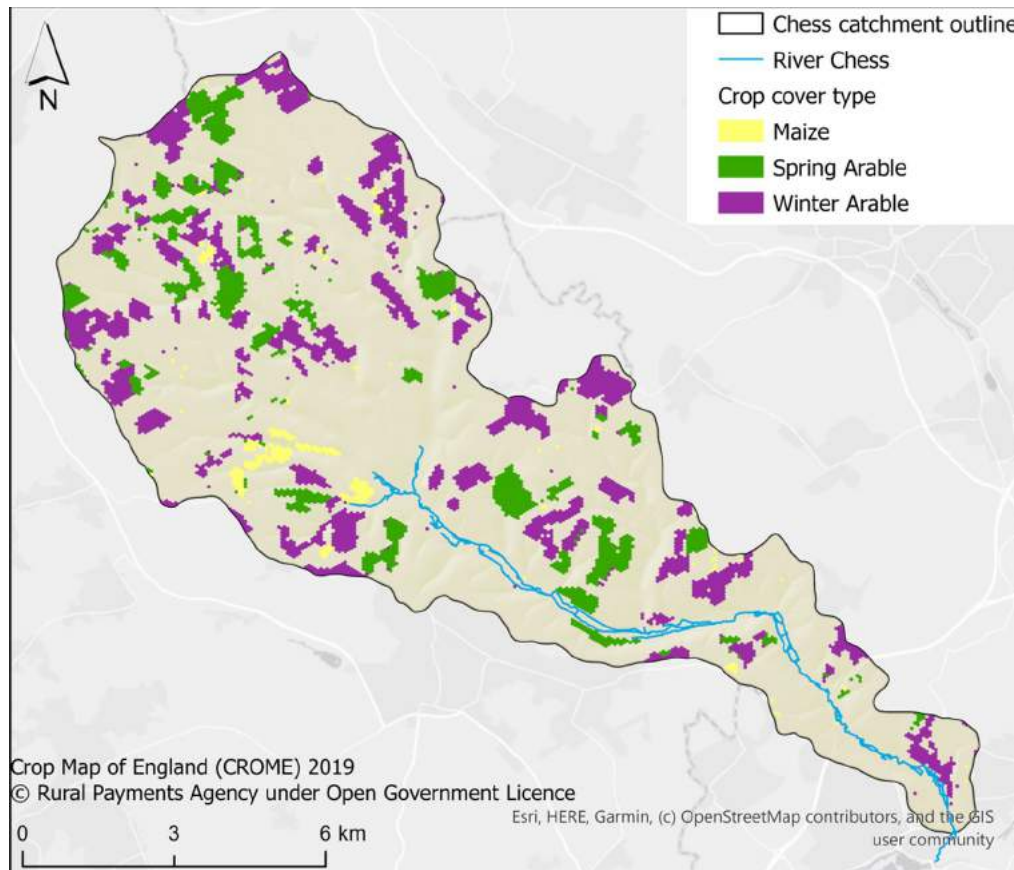 N
Chess catchment outline
River Chess
Crop cover type
Maize
Spring Arable
Winter Arable
Crop Map of England (CROME) 2019
© Rural Payments Agency under Open Government Licence
Esri, HERE, Garmin, (c) OpenStreetMap contributors, and the GIS
user community
0 3 6 km